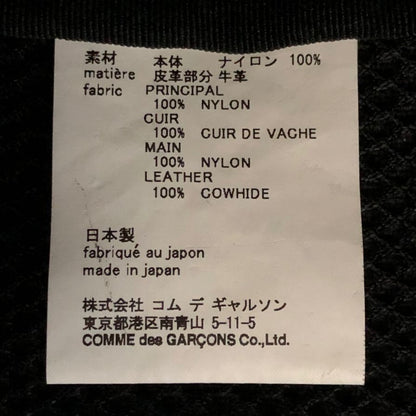 素材 本体 ナイロン 100%
matière 皮革部分 牛革
fabric PRINCIPAL
100% NYLON
CUIR
100% CUIR DE VACHE
MAIN
100% NYLON
LEATHER
100% COWHIDE
日本製
fabriqué au japon
made in japan
株式会社 コム デ ギャルソン
東京都港区南青山 5-11-5
COMME des GARÇONS Co.,Ltd.